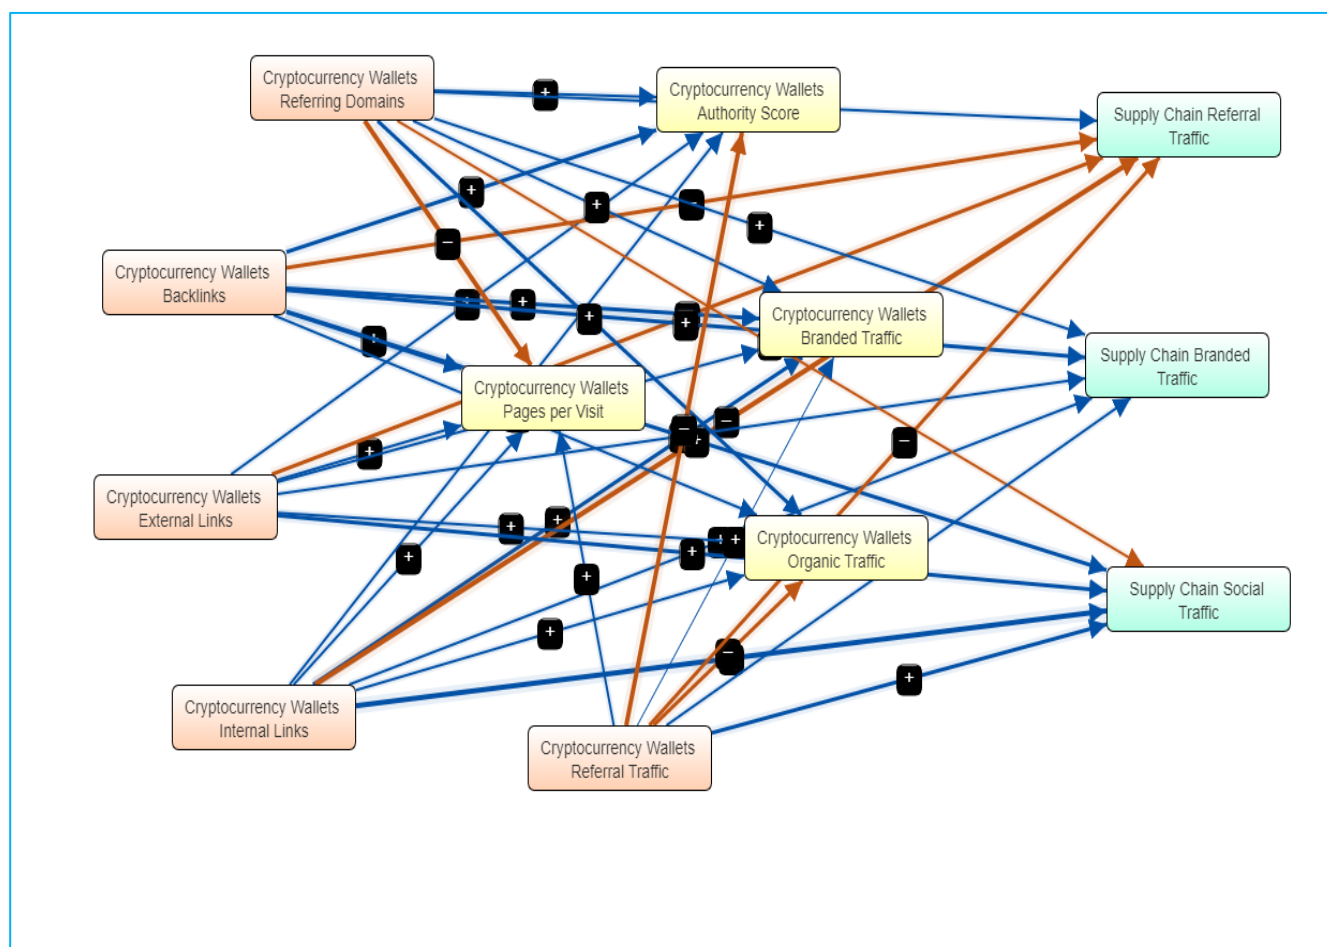 Cryptocurrency Wallets
Referring Domains
+
Cryptocurrency Wallets
Authority Score
Supply Chain Referral
Traffic
+
+
−
+
−
Cryptocurrency Wallets
Backlinks
+
+
+
+
Cryptocurrency Wallets
Branded Traffic
+
Supply Chain Branded
Traffic
Cryptocurrency Wallets
Pages per Visit
−
−
+
−
+
Cryptocurrency Wallets
External Links
+
+
+
+
Cryptocurrency Wallets
Organic Traffic
+
+
Supply Chain Social
Traffic
+
−
+
Cryptocurrency Wallets
Internal Links
Cryptocurrency Wallets
Referral Traffic